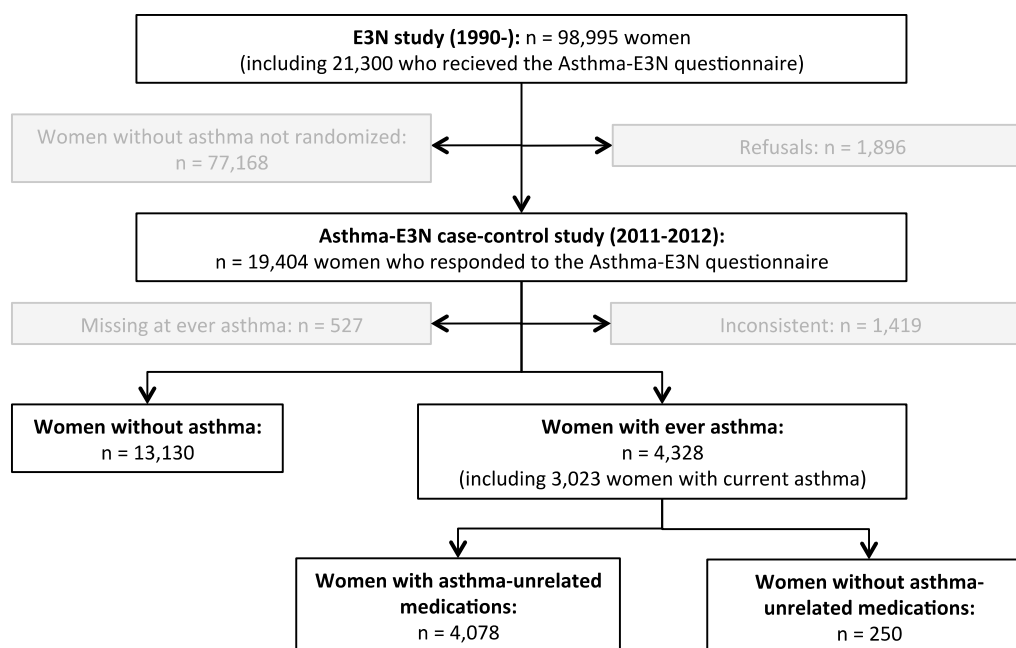 E3N study (1990-): n = 98,995 women
(including 21,300 who recieved the Asthma-E3N questionnaire)
Women without asthma not randomized:
n = 77,168
Refusals: n = 1,896
Asthma-E3N case-control study (2011-2012):
n = 19,404 women who responded to the Asthma-E3N questionnaire
Missing at ever asthma: n = 527
Inconsistent: n = 1,419
Women without asthma:
n = 13,130
Women with ever asthma:
n = 4,328
(including 3,023 women with current asthma)
Women with asthma-unrelated
medications:
n = 4,078
Women without asthma-
unrelated medications:
n = 250